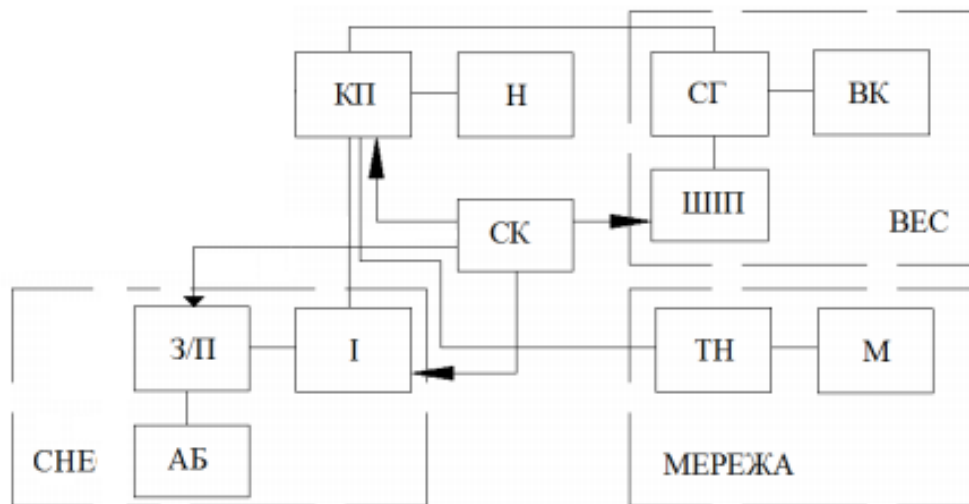 КП
Н
СГ
ВК
ШІП
СК
ВЕС
З/П
І
ТН
М
СНЕ
АБ
МЕРЕЖА